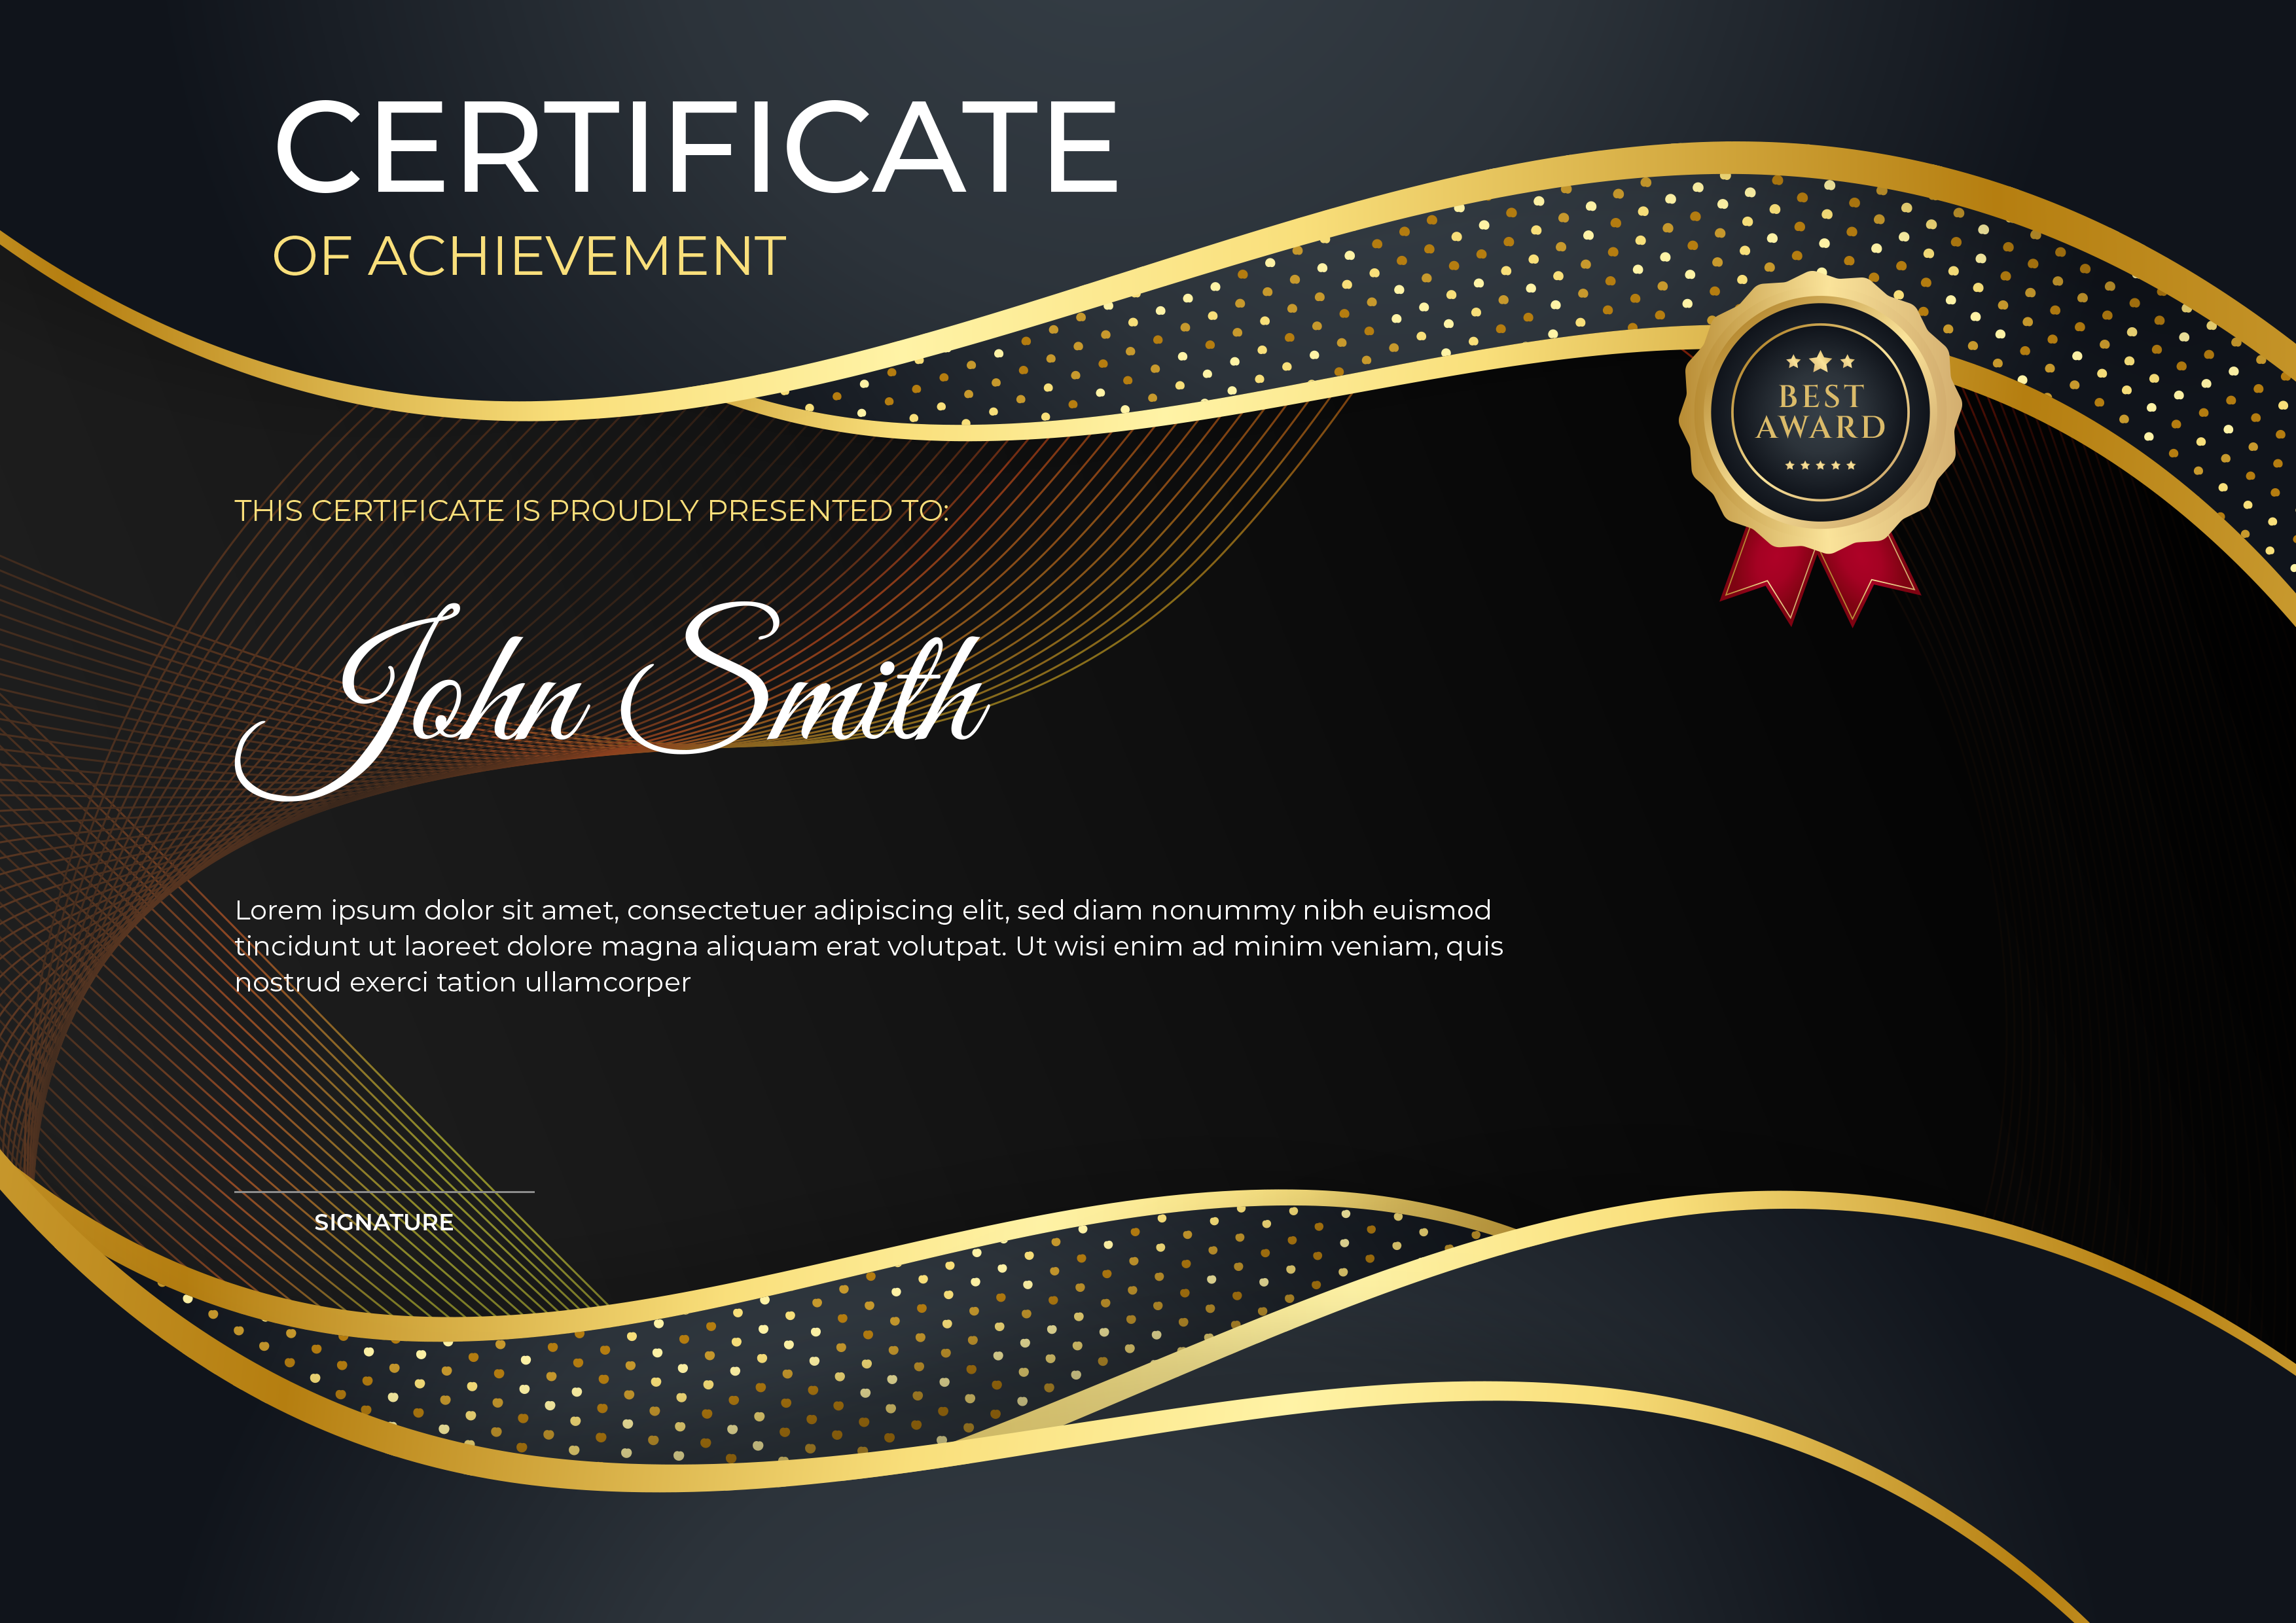 CERTIFICATE
OF ACHIEVEMENT
BEST
AWARD
THIS CERTIFICATE IS PROUDLY PRESENTED TO:
John Smith
Lorem ipsum dolor sit amet, consectetuer adipiscing elit, sed diam nonummy nibh euismod
tincidunt ut laoreet dolore magna aliquam erat volutpat. Ut wisi enim ad minim veniam, quis
nostrud exerci tation ullamcorper
SIGNATURE